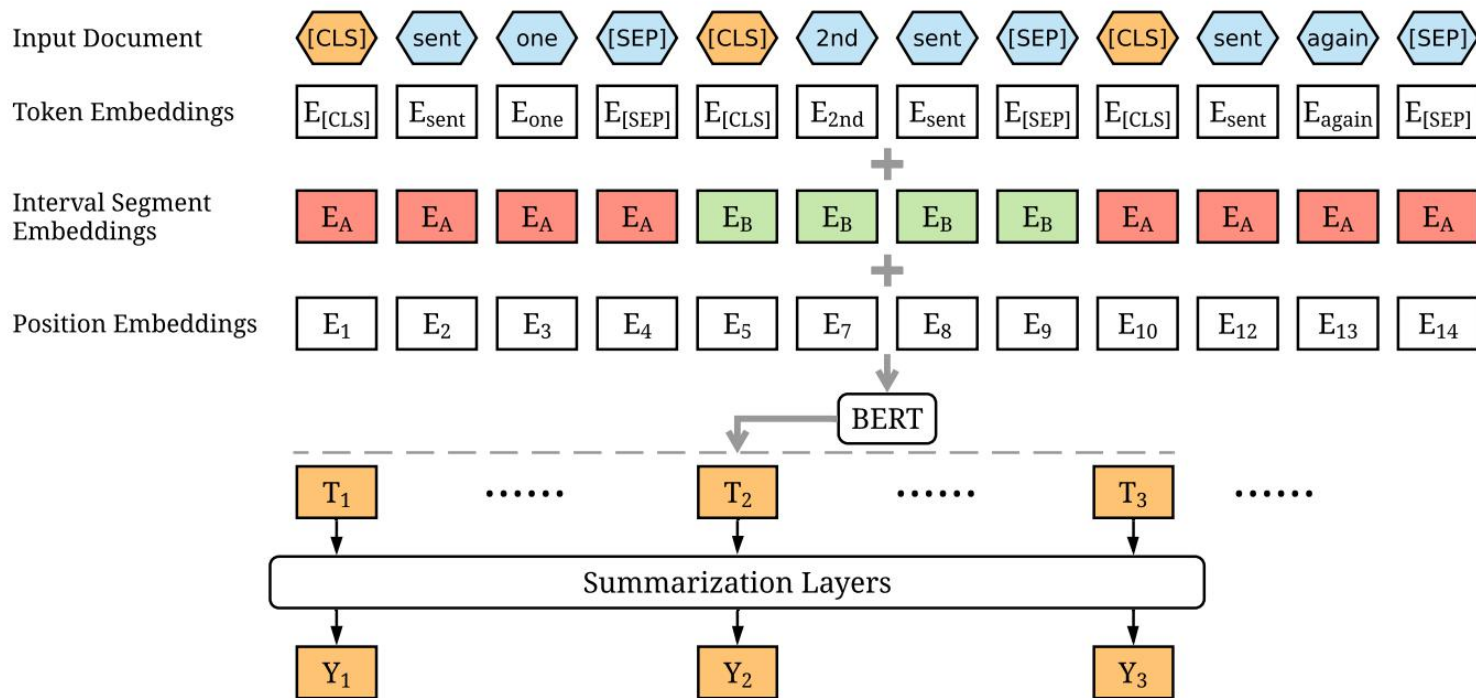 Input Document [CLS] sent one [SEP] [CLS] 2nd sent [SEP] [CLS] sent again [SEP]
Token Embeddings E[CLS] Esent Eone E[SEP] E[CLS] E2nd Esent E[SEP] E[CLS] Esent Eagain E[SEP]
+
Interval Segment
Embeddings EA EA EA EA EB EB EB EB EA EA EA EA
+
Position Embeddings E1 E2 E3 E4 E5 E7 E8 E9 E10 E12 E13 E14
BERT
T1 ...... T2 ...... T3 ......
Summarization Layers
Y1 Y2 Y3